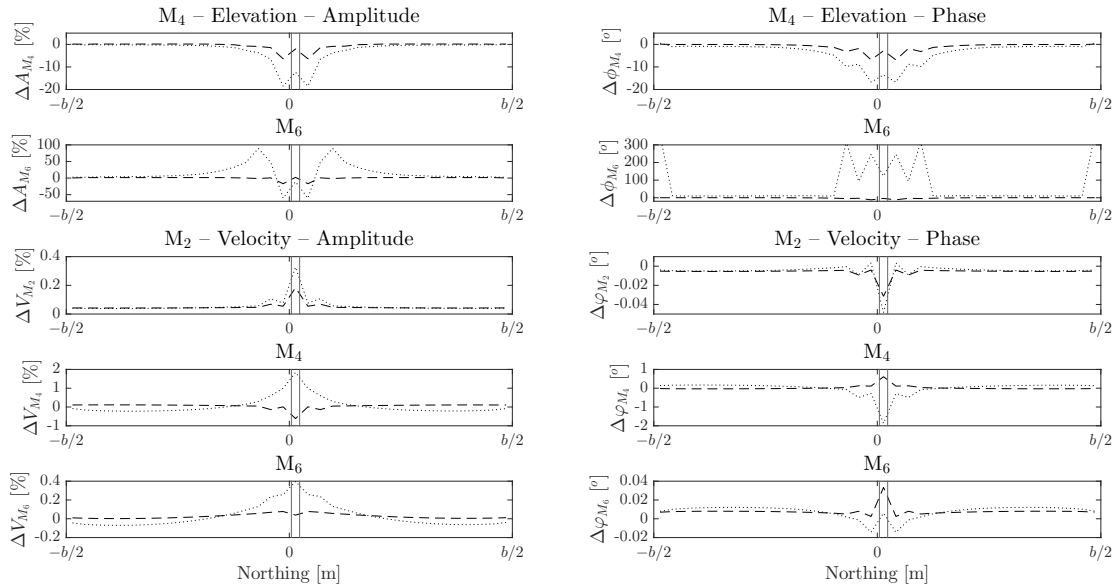 M4 – Elevation – Amplitude
ΔA_M4 [%]
0
-10
-20
−b/2
0
b/2
M6
ΔA_M6 [%]
100
50
0
-50
−b/2
0
b/2
M2 – Velocity – Amplitude
ΔV_M2 [%]
0.4
0.2
0
−b/2
0
b/2
M4
ΔV_M4 [%]
2
1
0
-1
−b/2
0
b/2
M6
ΔV_M6 [%]
0.4
0.2
0
-0.2
−b/2
0
b/2
Northing [m]
M4 – Elevation – Phase
Δϕ_M4 [o]
0
-10
-20
−b/2
0
b/2
M6
Δϕ_M6 [o]
300
200
100
0
−b/2
0
b/2
M2 – Velocity – Phase
Δφ_M2 [o]
0
-0.02
-0.04
−b/2
0
b/2
M4
Δφ_M4 [o]
1
0
-1
-2
−b/2
0
b/2
M6
Δφ_M6 [o]
0.04
0.02
0
-0.02
−b/2
0
b/2
Northing [m]